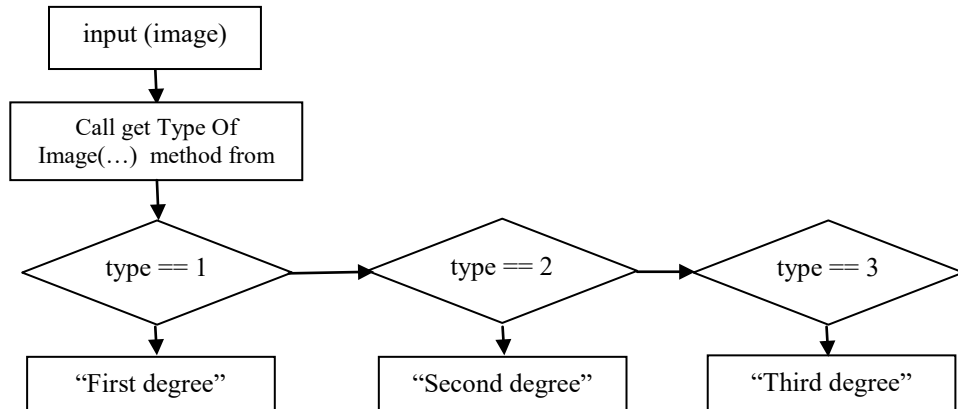 input (image)
Call get Type Of
Image(…) method from
type == 1
type == 2
type == 3
“First degree”
“Second degree”
“Third degree”